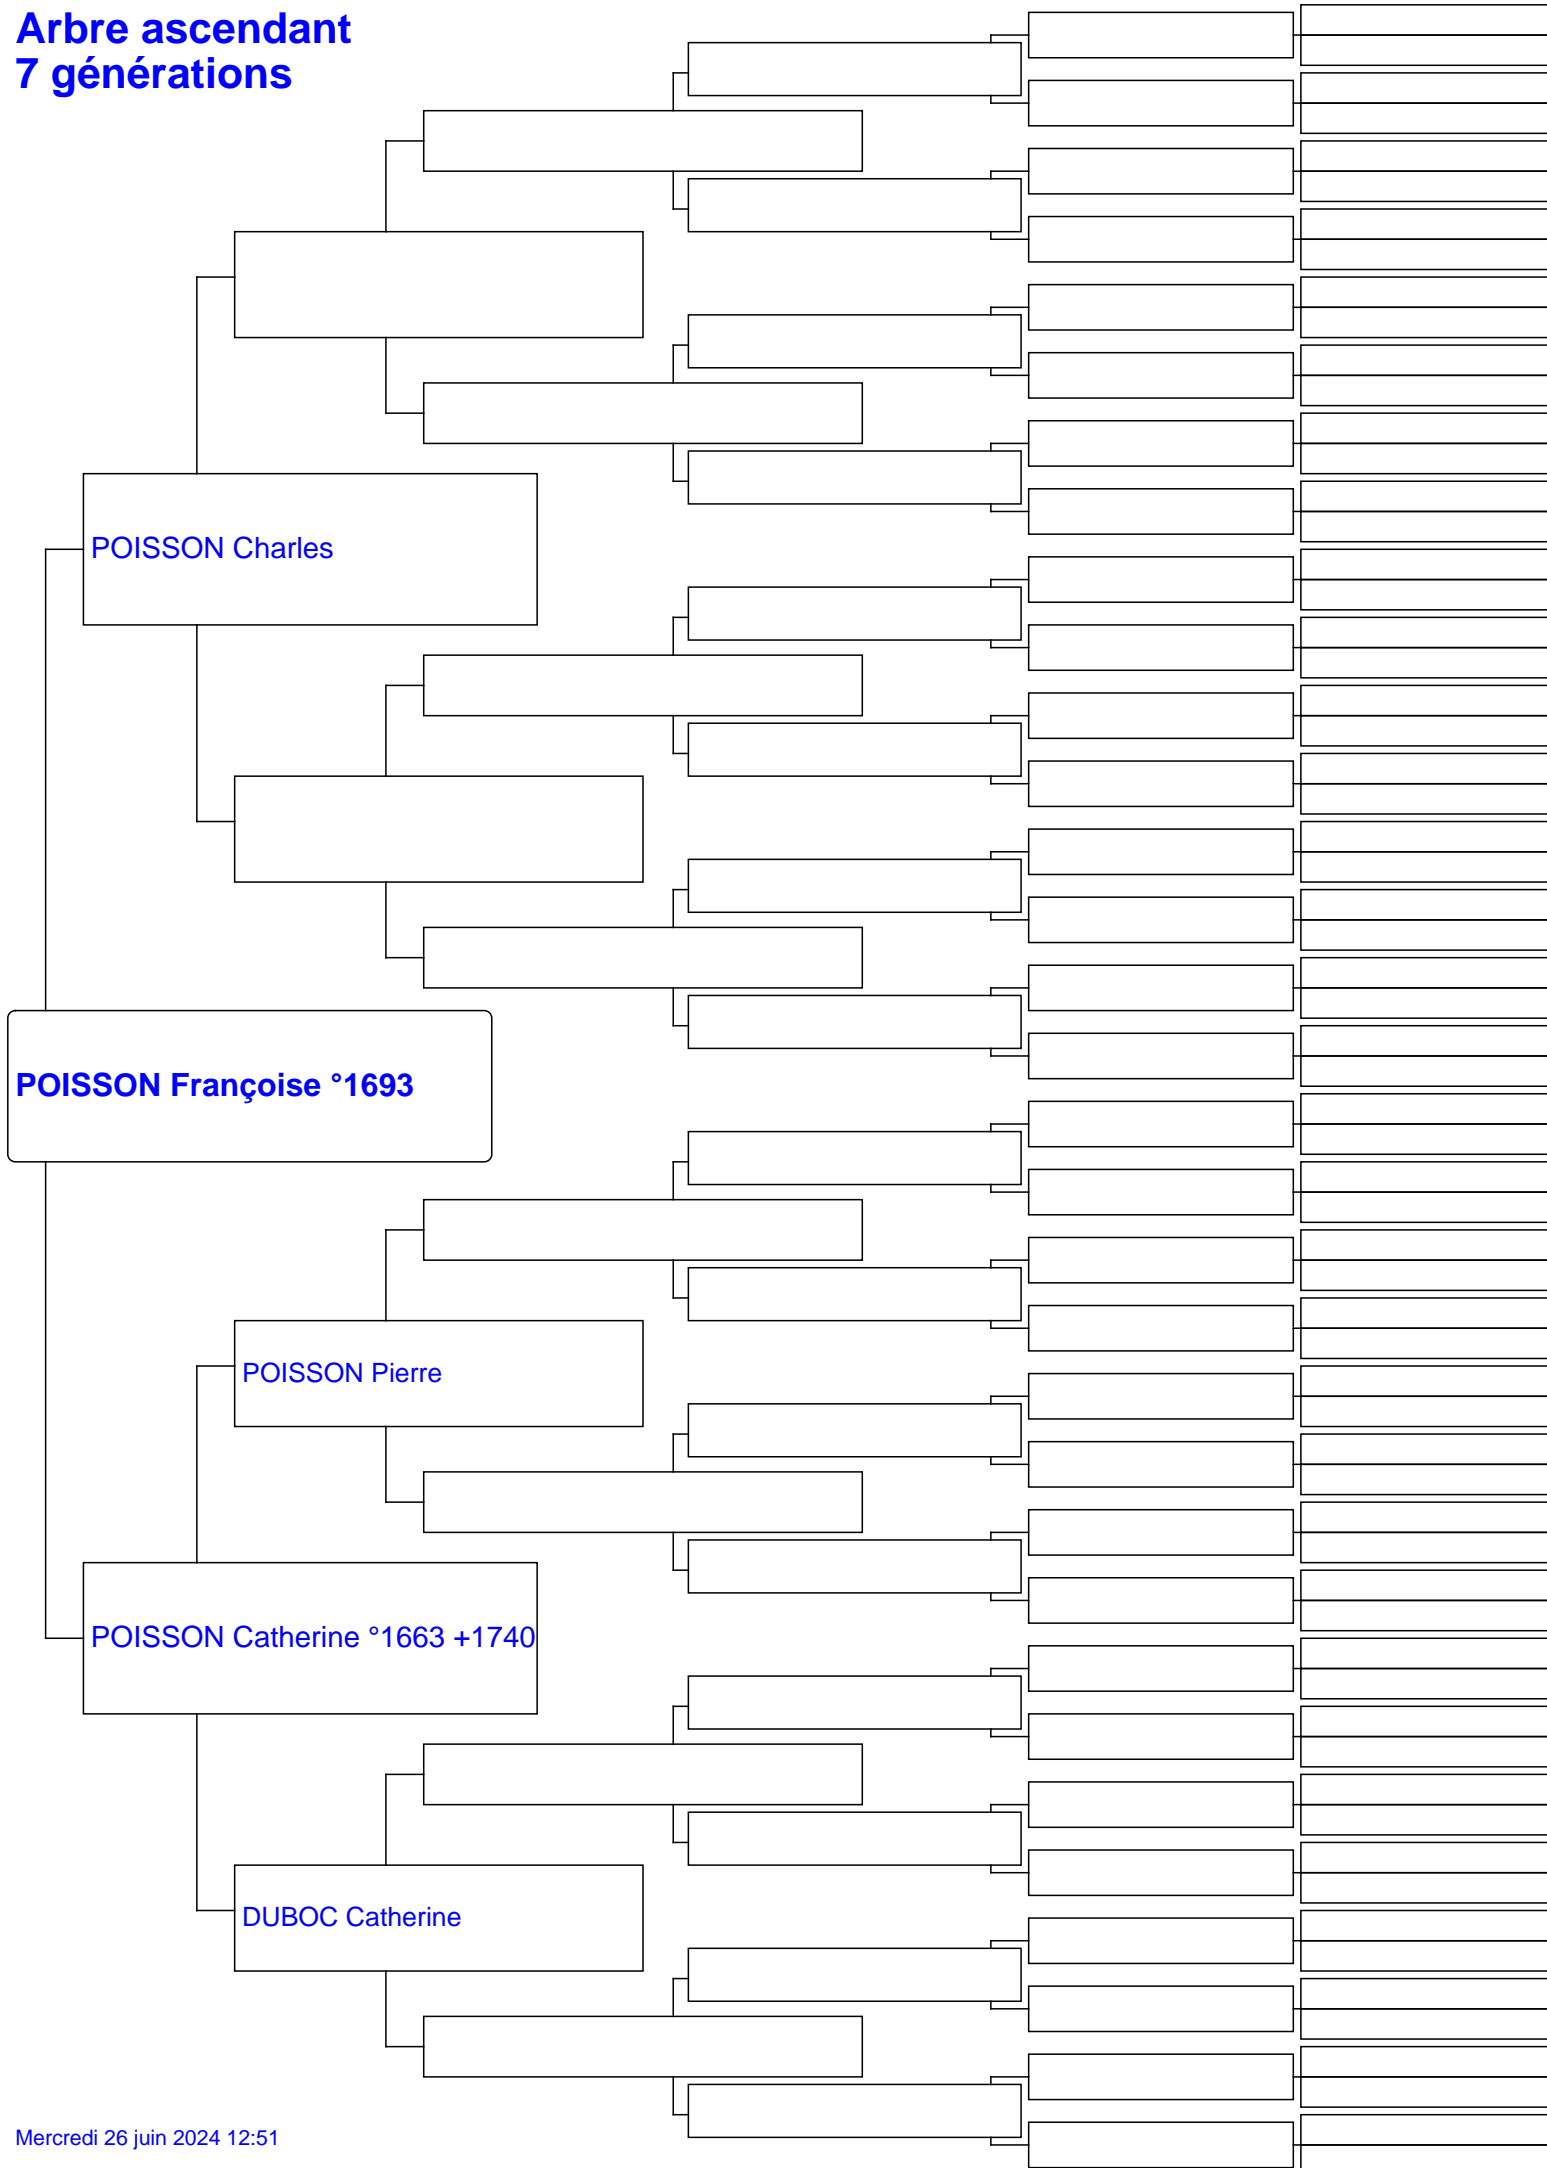 Arbre ascendant
7 générations
POISSON Charles
POISSON Françoise °1693
POISSON Pierre
POISSON Catherine °1663 +1740
DUBOC Catherine
Mercredi 26 juin 2024 12:51